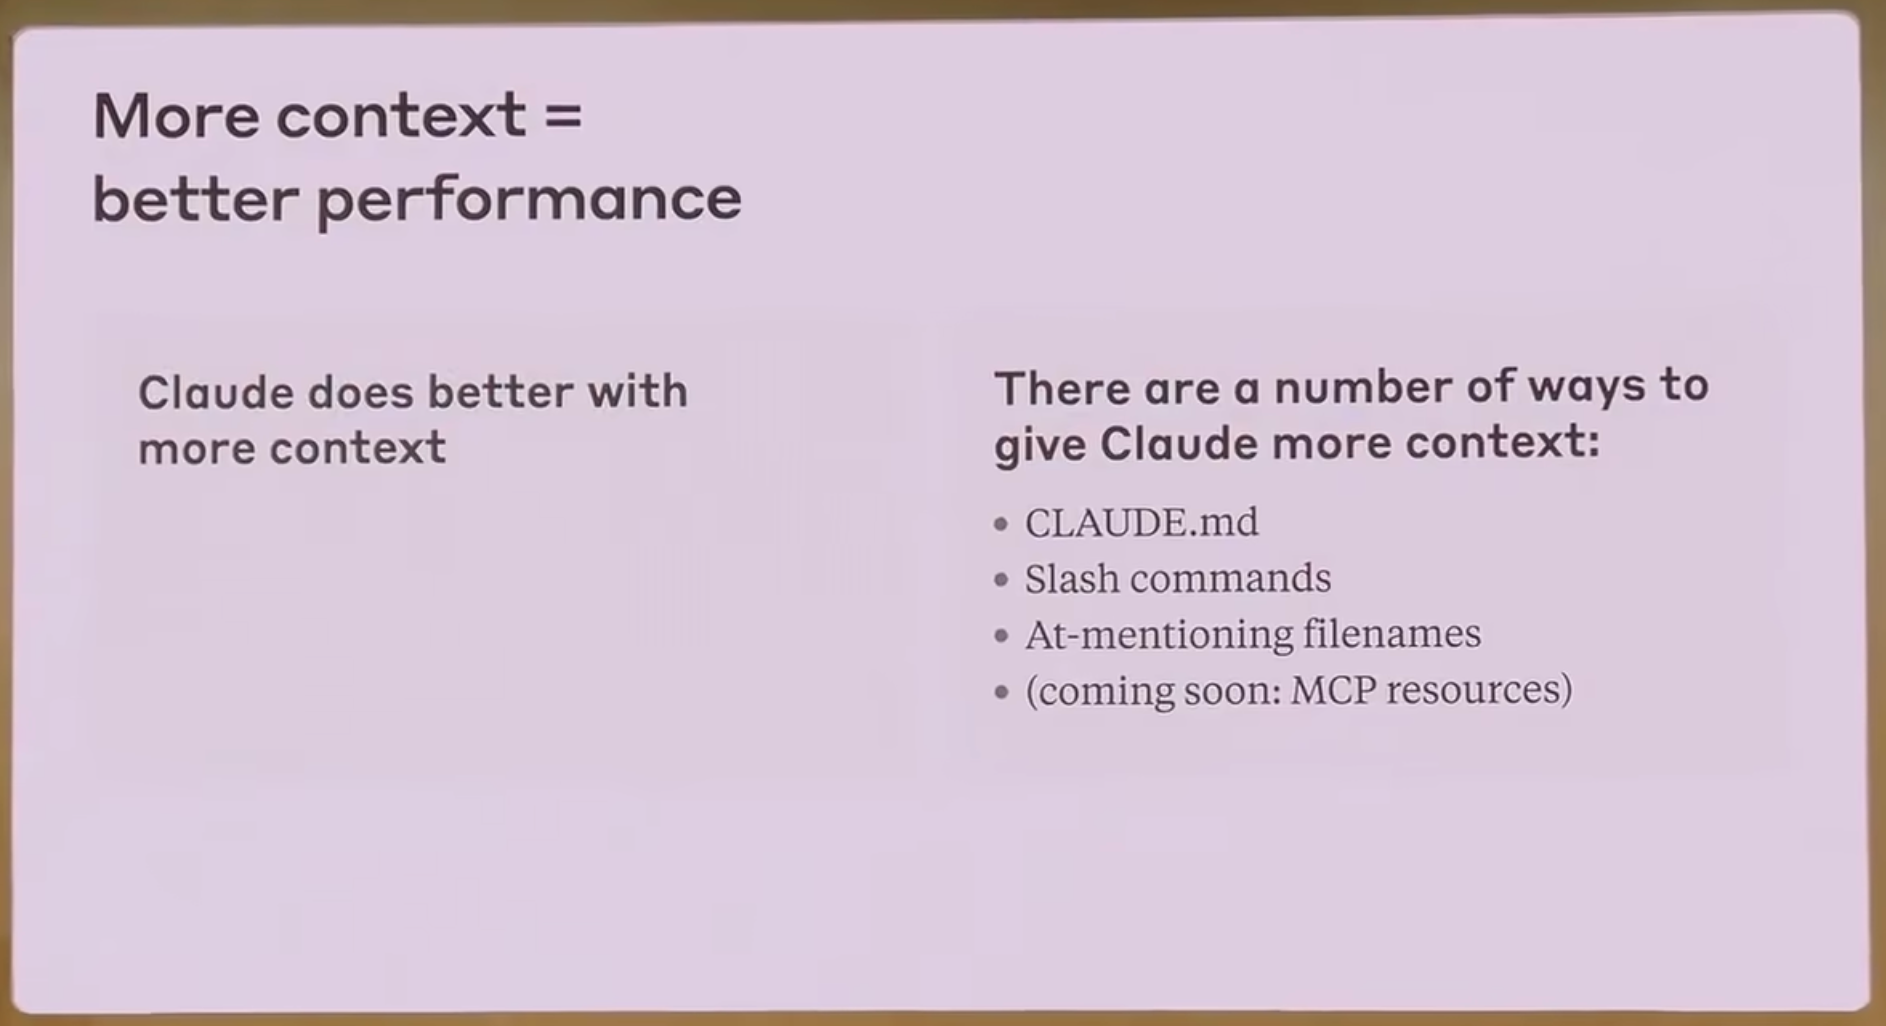 More context =
better performance
Claude does better with
more context
There are a number of ways to
give Claude more context:
• CLAUDE.md
• Slash commands
• At-mentioning filenames
• (coming soon: MCP resources)